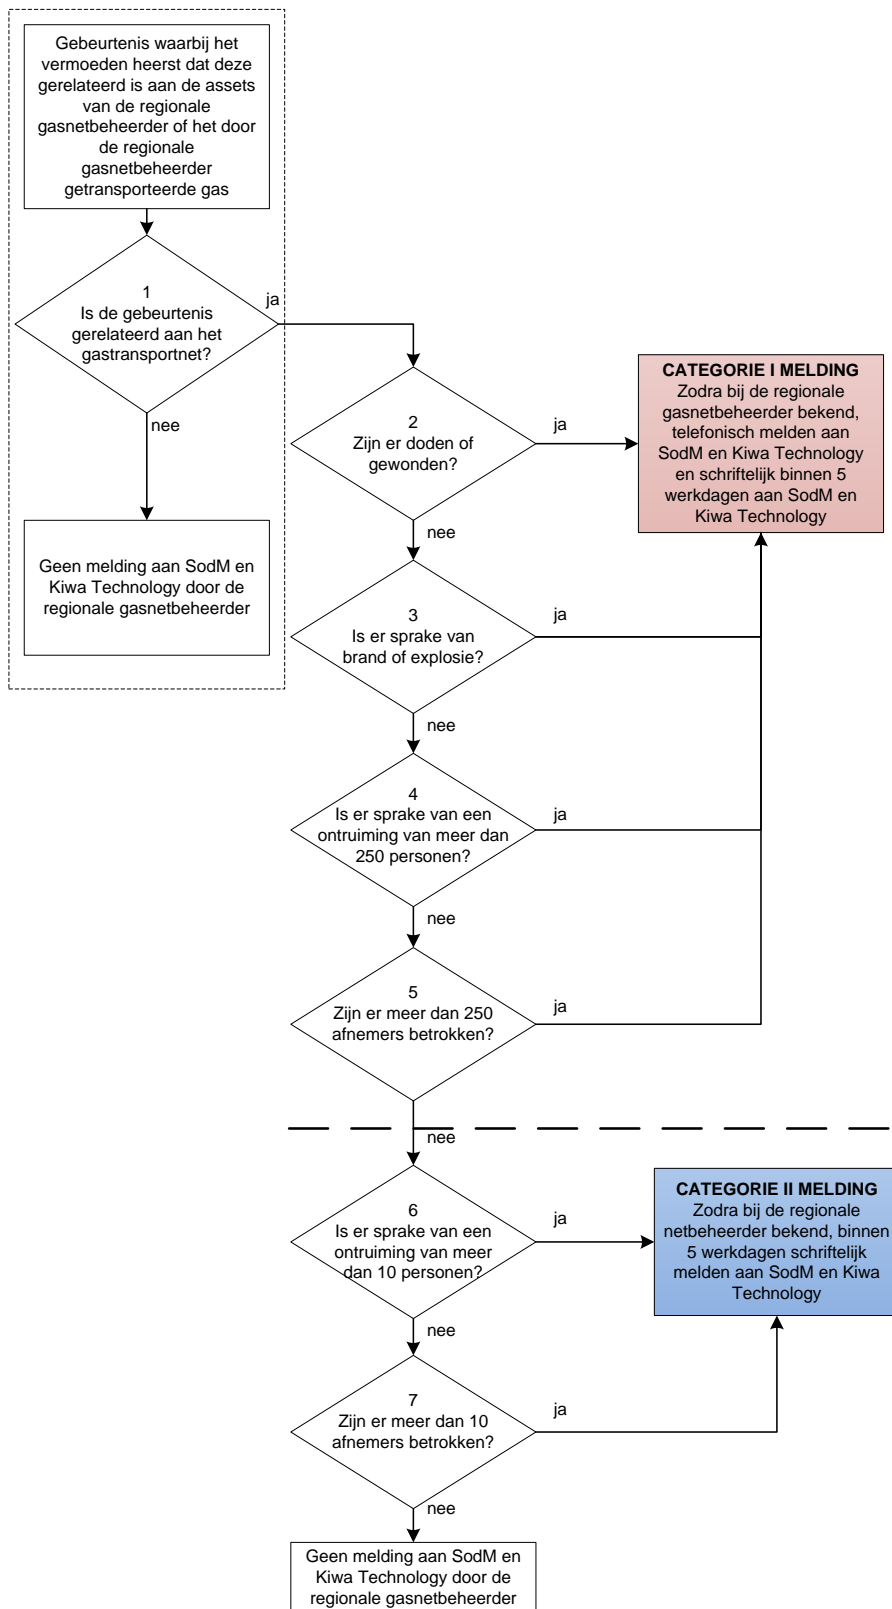 Gebeurtenis waarbij het
vermoeden heerst dat deze
gerelateerd is aan de assets
van de regionale
gasnetbeheerder of het door
de regionale
gasnetbeheerder
getransporteerde gas
1
Is de gebeurtenis
gerelateerd aan het
gastransportnet?
ja
nee
Geen melding aan SodM en
Kiwa Technology door de
regionale gasnetbeheerder
2
Zijn er doden of
gewonden?
ja
nee
CATEGORIE I MELDING
Zodra bij de regionale
gasnetbeheerder bekend,
telefonisch melden aan
SodM en Kiwa Technology
en schriftelijk binnen 5
werkdagen aan SodM en
Kiwa Technology
3
Is er sprake van
brand of explosie?
ja
nee
4
Is er sprake van een
ontruiming van meer dan
250 personen?
ja
nee
5
Zijn er meer dan 250
afnemers betrokken?
ja
nee
6
Is er sprake van een
ontruiming van meer
dan 10 personen?
ja
nee
CATEGORIE II MELDING
Zodra bij de regionale
netbeheerder bekend, binnen
5 werkdagen schriftelijk
melden aan SodM en Kiwa
Technology
7
Zijn er meer dan 10
afnemers betrokken?
ja
nee
Geen melding aan SodM en
Kiwa Technology door de
regionale gasnetbeheerder